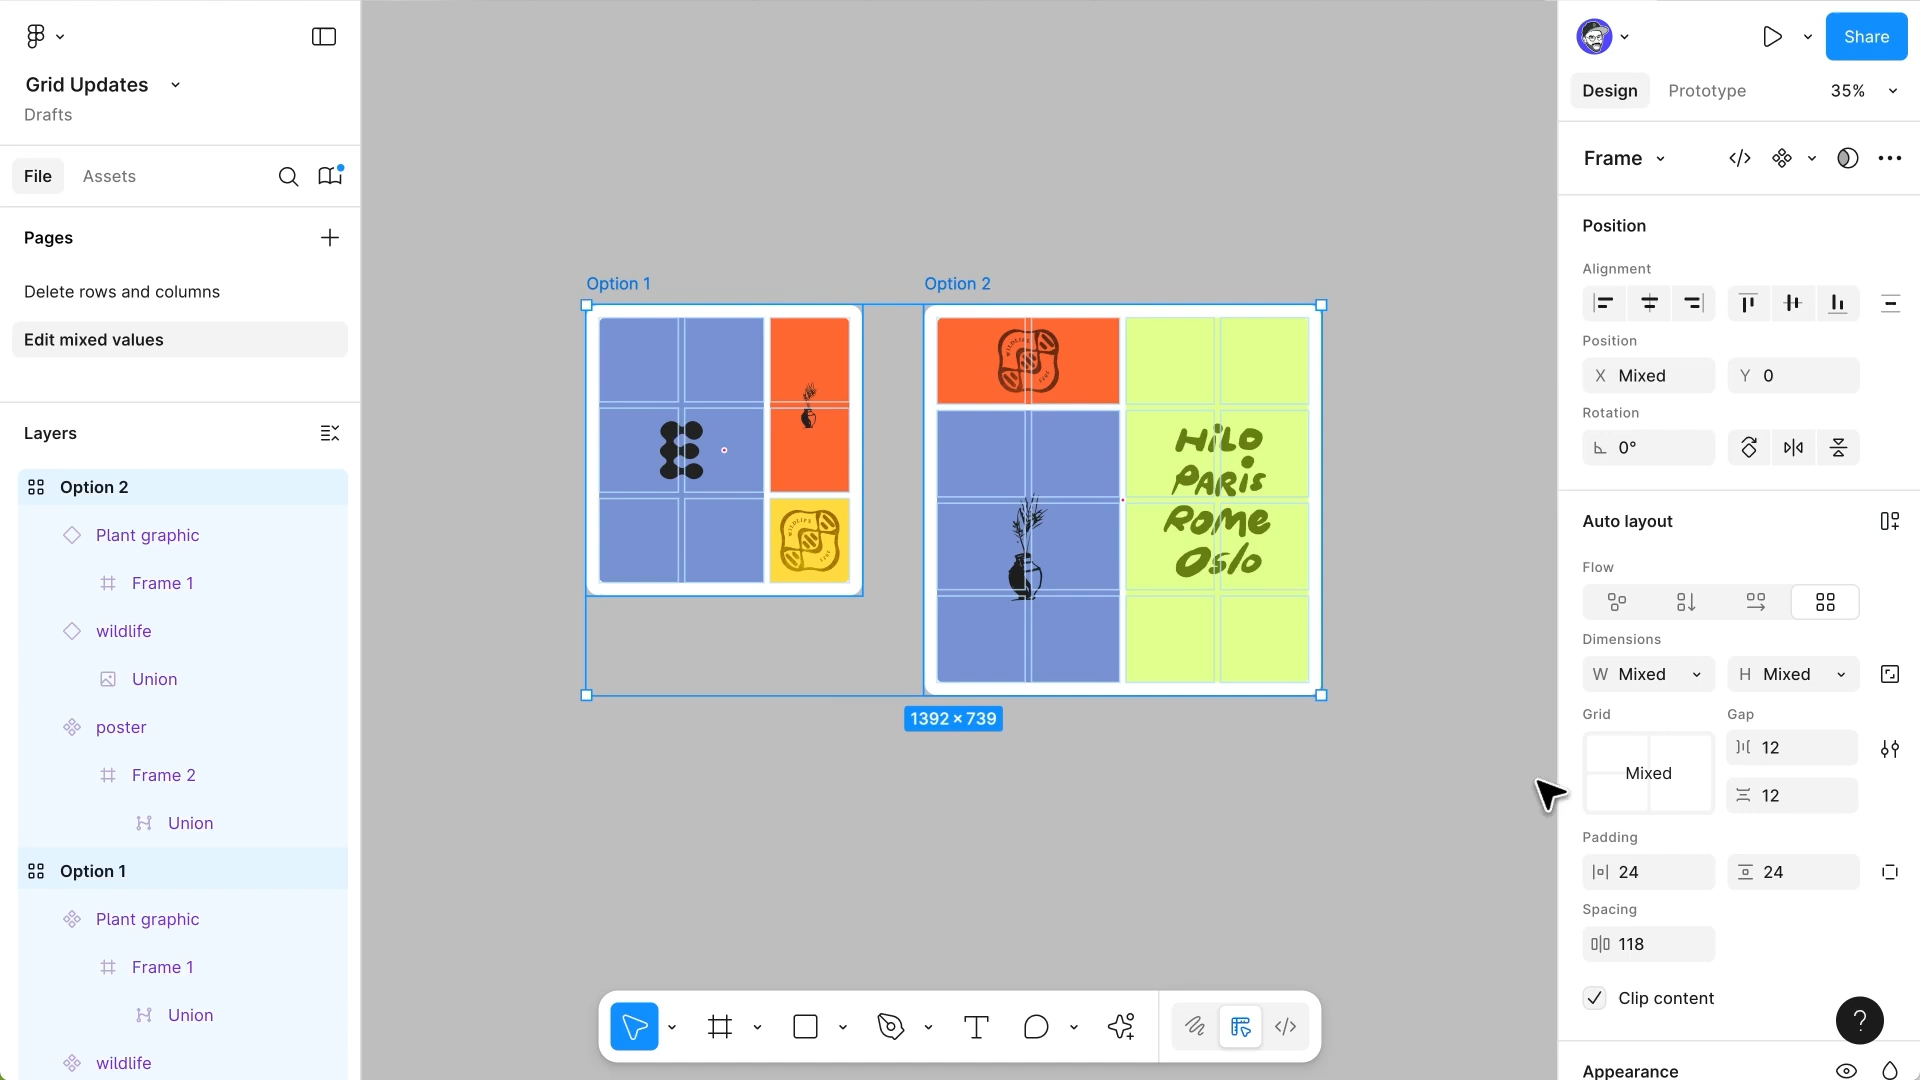 Grid Updates
Drafts
File
Assets
Pages
Delete rows and columns
Edit mixed values
Layers
Option 2
Plant graphic
Frame 1
wildlife
Union
poster
Frame 2
Union
Option 1
Plant graphic
Frame 1
Union
wildlife
Option 1
Option 2
WILDLIFE
HiLO
PARis
ROMe
Oslo
WILDLIFE
1392 × 739
Share
Design
Prototype
35%
Frame
Position
Alignment
Position
X Mixed
Y 0
Rotation
0°
Auto layout
Flow
Dimensions
W Mixed
H Mixed
Grid
Gap
Mixed
12
12
Padding
24
24
Spacing
118
Clip content
?
Appearance